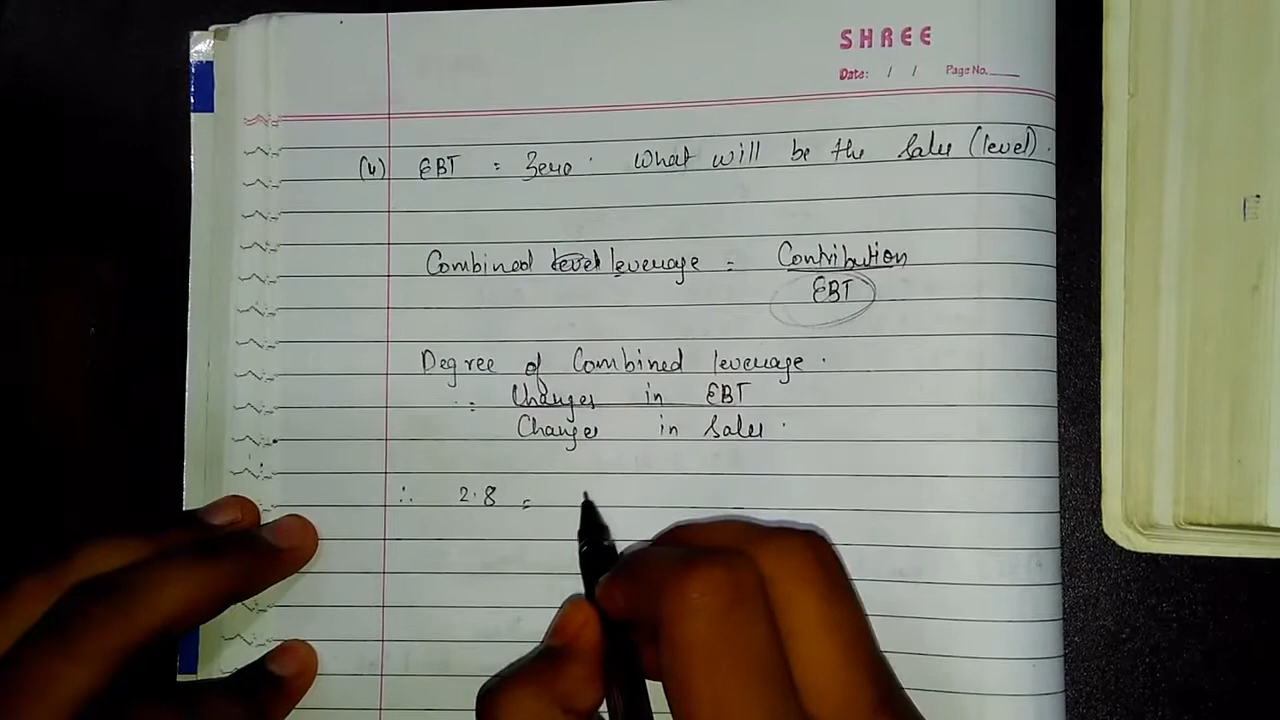 SHREE
Date: / / Page No.
(v) EBT = Zero. What will be the Sales (level).
Combined leverage = Contribution
EBT
Degree of Combined leverage.
= Changes in EBT
Changes in Sales.
∴ 2.8 =